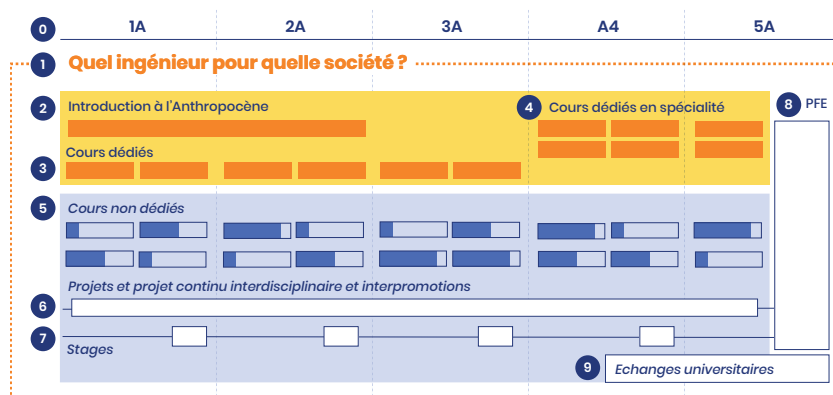 0 1A 2A 3A A4 5A
1 Quel ingénieur pour quelle société ?
2 Introduction à l'Anthropocène
4 Cours dédiés en spécialité
8 PFE
Cours dédiés
3
5 Cours non dédiés
Projets et projet continu interdisciplinaire et interpromotions
6
7
Stages
9 Echanges universitaires